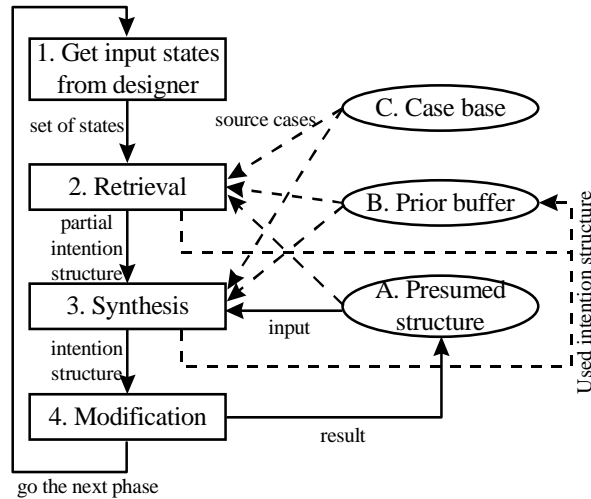 1. Get input states
from designer
set of states
source cases
C. Case base
2. Retrieval
B. Prior buffer
partial
intention
structure
3. Synthesis
input
A. Presumed
structure
intention
structure
Used intention structure
4. Modification
result
go the next phase